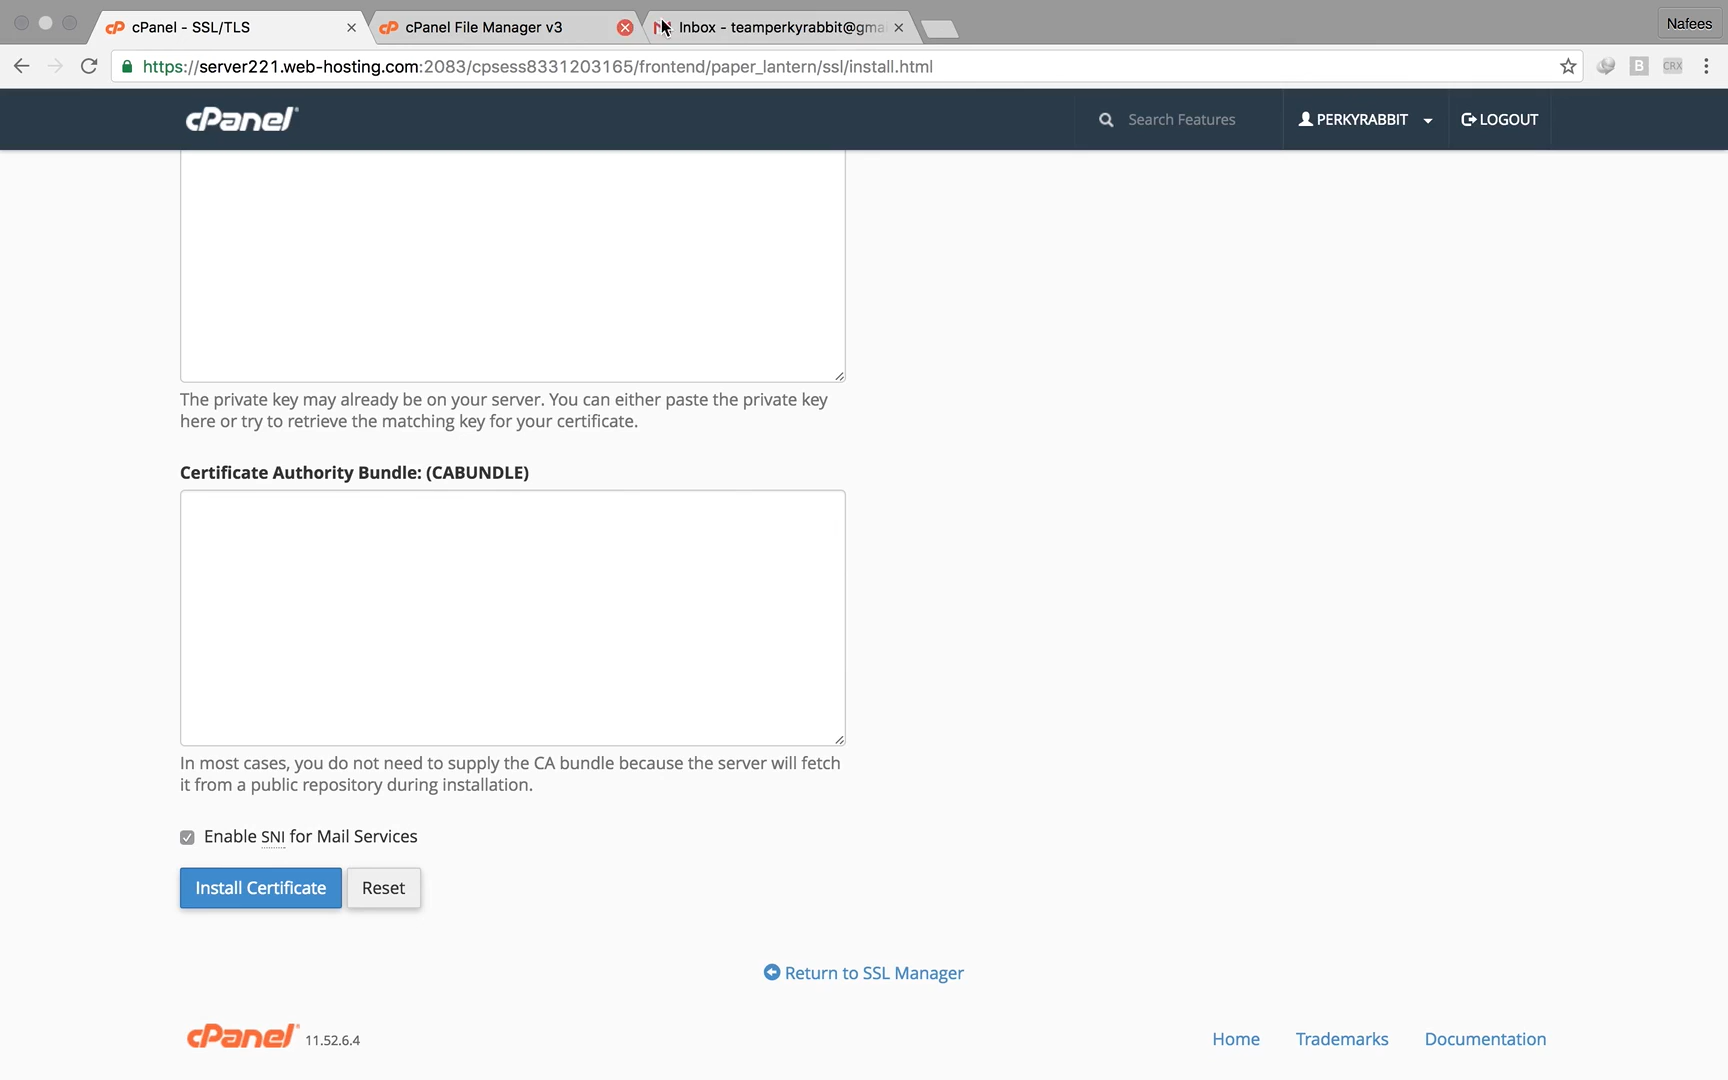 cPanel - SSL/TLS
cPanel File Manager v3
Inbox - teamperkyrabbit@gma
Nafees
https://server221.web-hosting.com:2083/cpsess8331203165/frontend/paper_lantern/ssl/install.html
B
CRX
cPanel
Search Features
PERKYRABBIT
LOGOUT
The private key may already be on your server. You can either paste the private key
here or try to retrieve the matching key for your certificate.
Certificate Authority Bundle: (CABUNDLE)
In most cases, you do not need to supply the CA bundle because the server will fetch
it from a public repository during installation.
Enable SNI for Mail Services
Install Certificate
Reset
Return to SSL Manager
cPanel 11.52.6.4
Home
Trademarks
Documentation